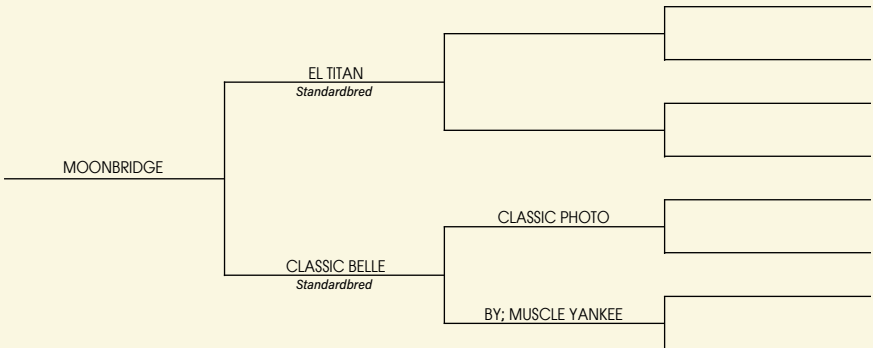 EL TITAN
Standardbred
MOONBRIDGE
CLASSIC PHOTO
CLASSIC BELLE
Standardbred
BY; MUSCLE YANKEE